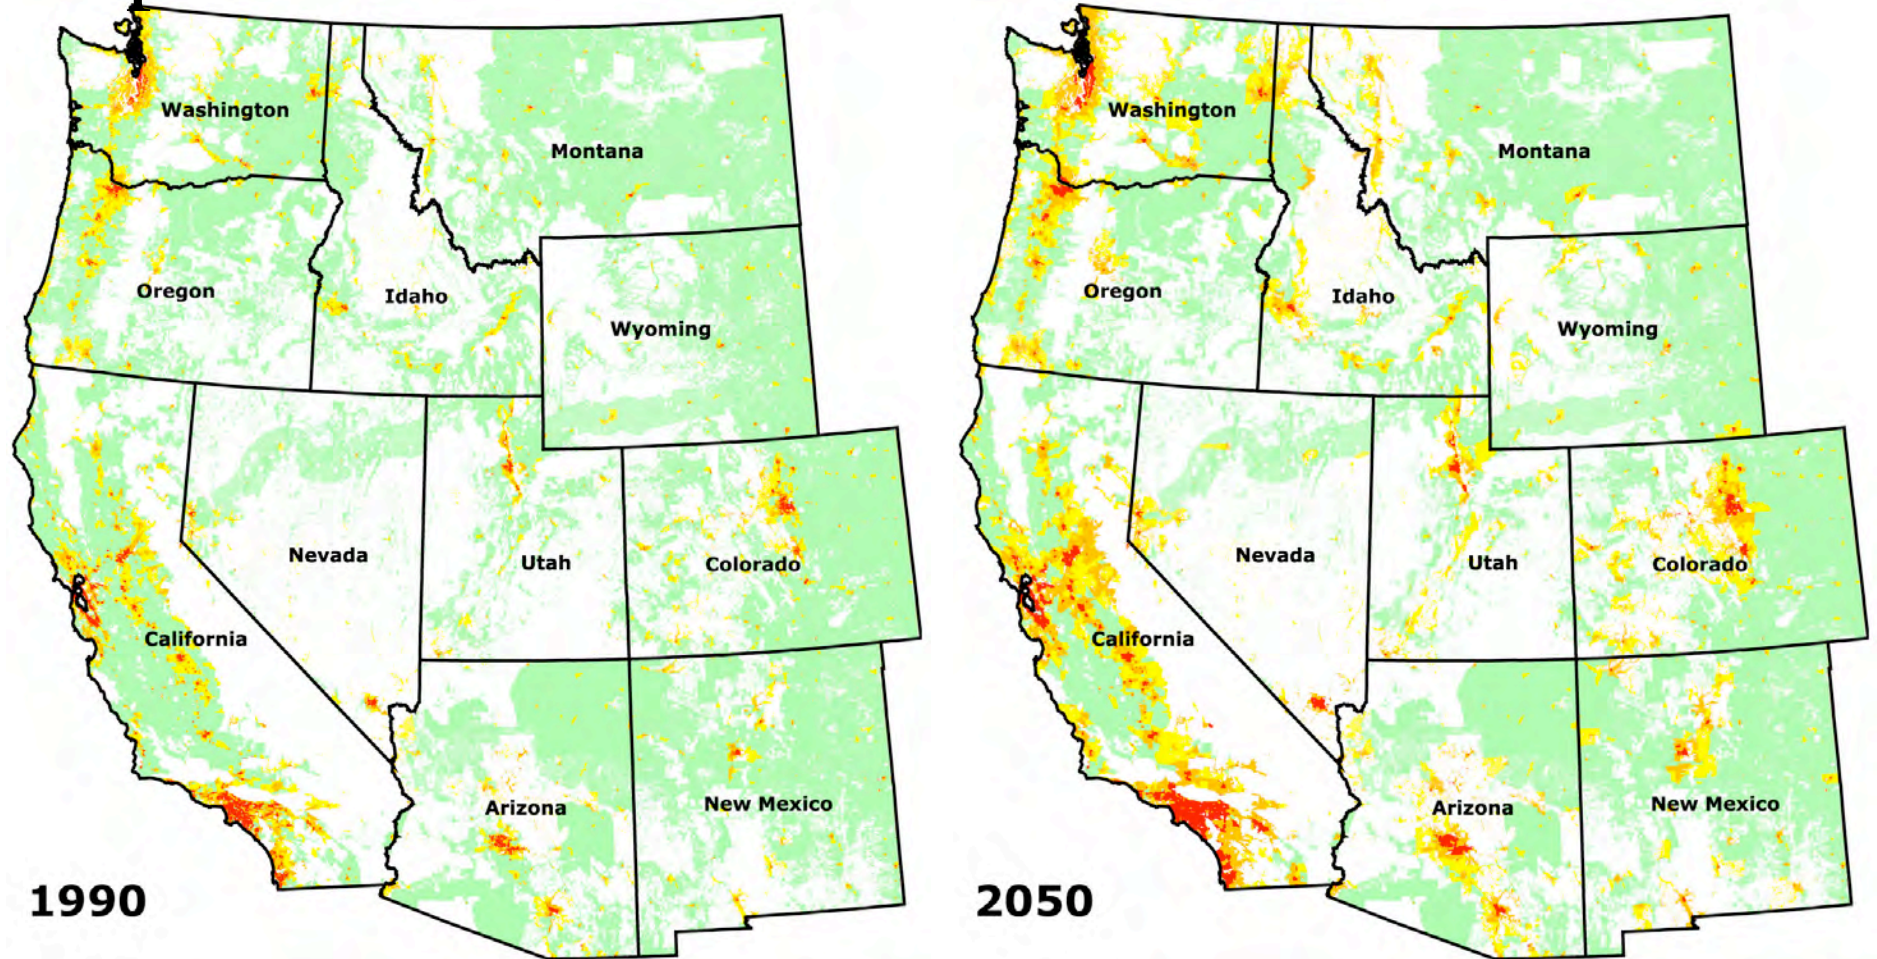 Washington
Montana
Oregon
Idaho
Wyoming
Nevada
Utah
Colorado
California
Arizona
New Mexico
1990
Washington
Montana
Oregon
Idaho
Wyoming
Nevada
Utah
Colorado
California
Arizona
New Mexico
2050